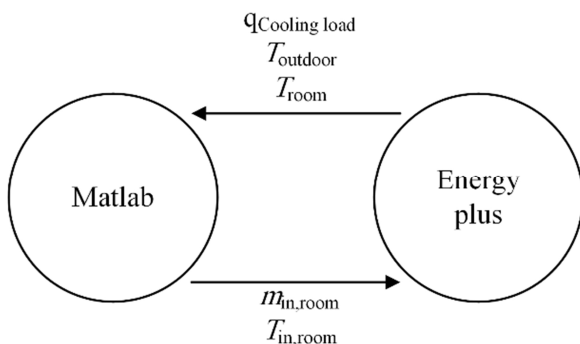 qCooling load
Toutdoor
Troom
Matlab
Energy
plus
min,room
Tin,room